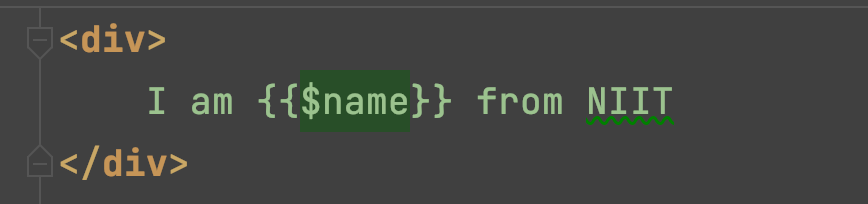 <div>
I am {{$name}} from NIIT
</div>